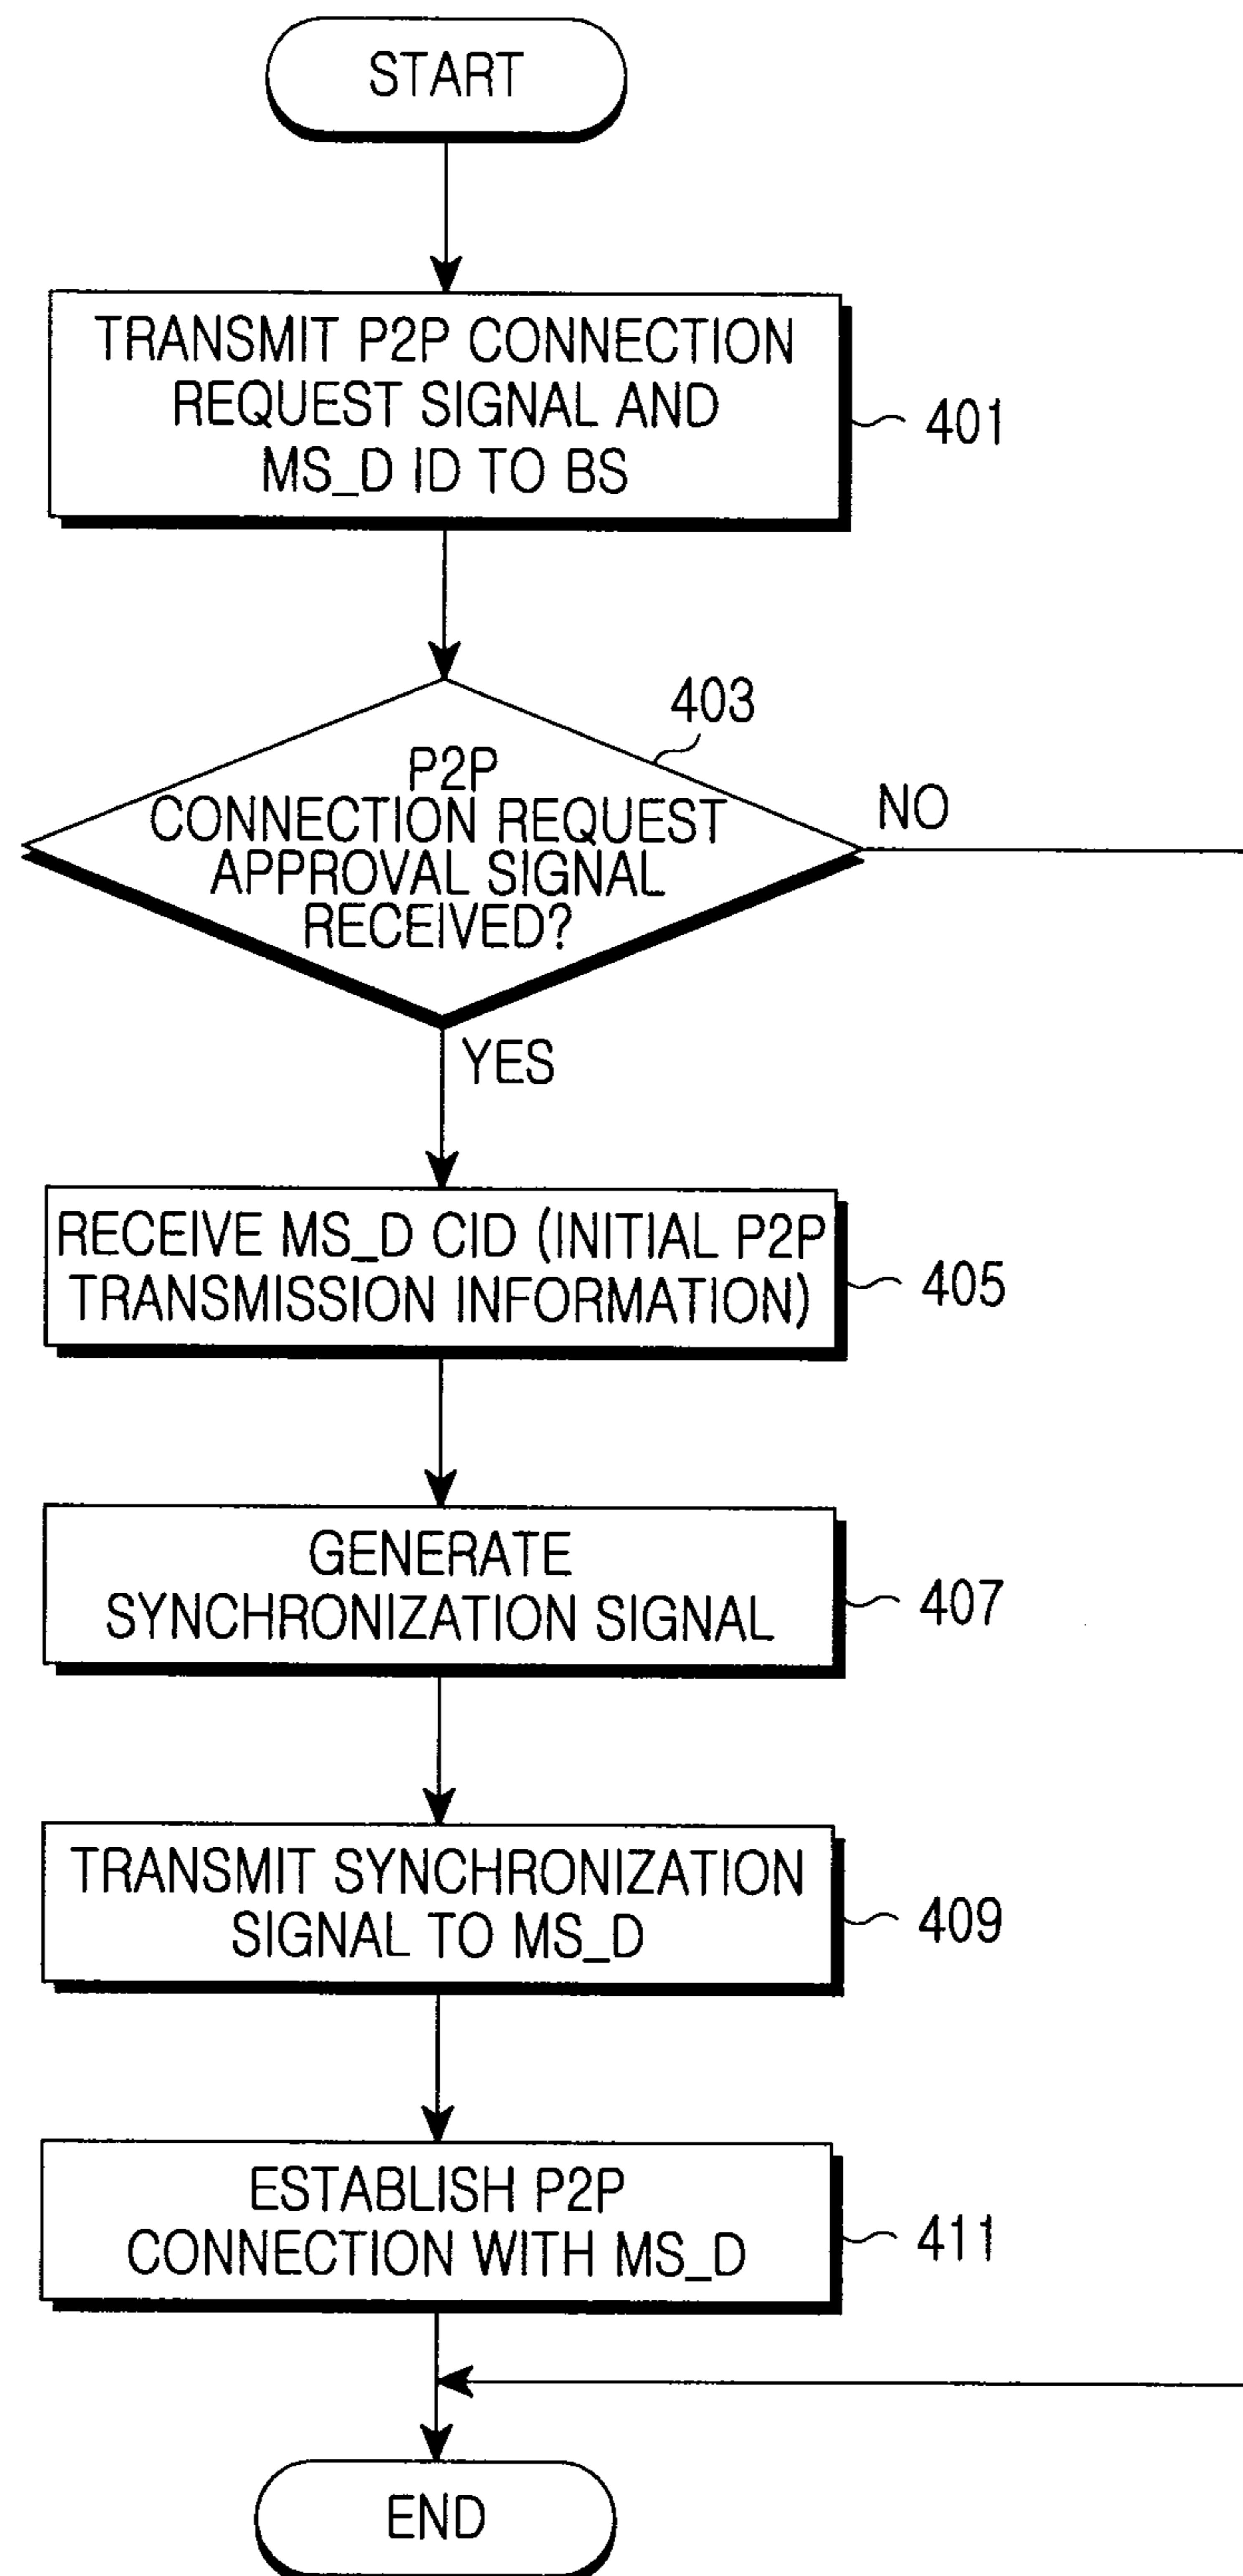 START
TRANSMIT P2P CONNECTION
REQUEST SIGNAL AND
MS_D ID TO BS
401
403
P2P
CONNECTION REQUEST
APPROVAL SIGNAL
RECEIVED?
NO
YES
RECEIVE MS_D CID (INITIAL P2P
TRANSMISSION INFORMATION)
405
GENERATE
SYNCHRONIZATION SIGNAL
407
TRANSMIT SYNCHRONIZATION
SIGNAL TO MS_D
409
ESTABLISH P2P
CONNECTION WITH MS_D
411
END